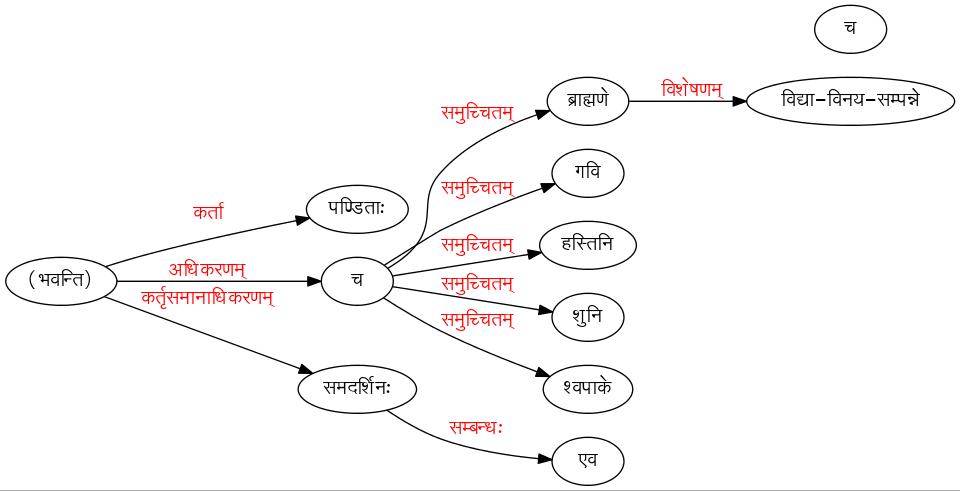 च
ब्राह्मणे
विशेषणम्
विद्या-विनय-सम्पन्ने
समुच्चितम्
गवि
समुच्चितम्
पण्डिताः
कर्ता
हस्तिनि
समुच्चितम्
(भवन्ति)
अधिकरणम्
च
समुच्चितम्
कर्तृसमानाधिकरणम्
शुनि
समुच्चितम्
समदर्शिनः
श्वपाके
सम्बन्धः
एव